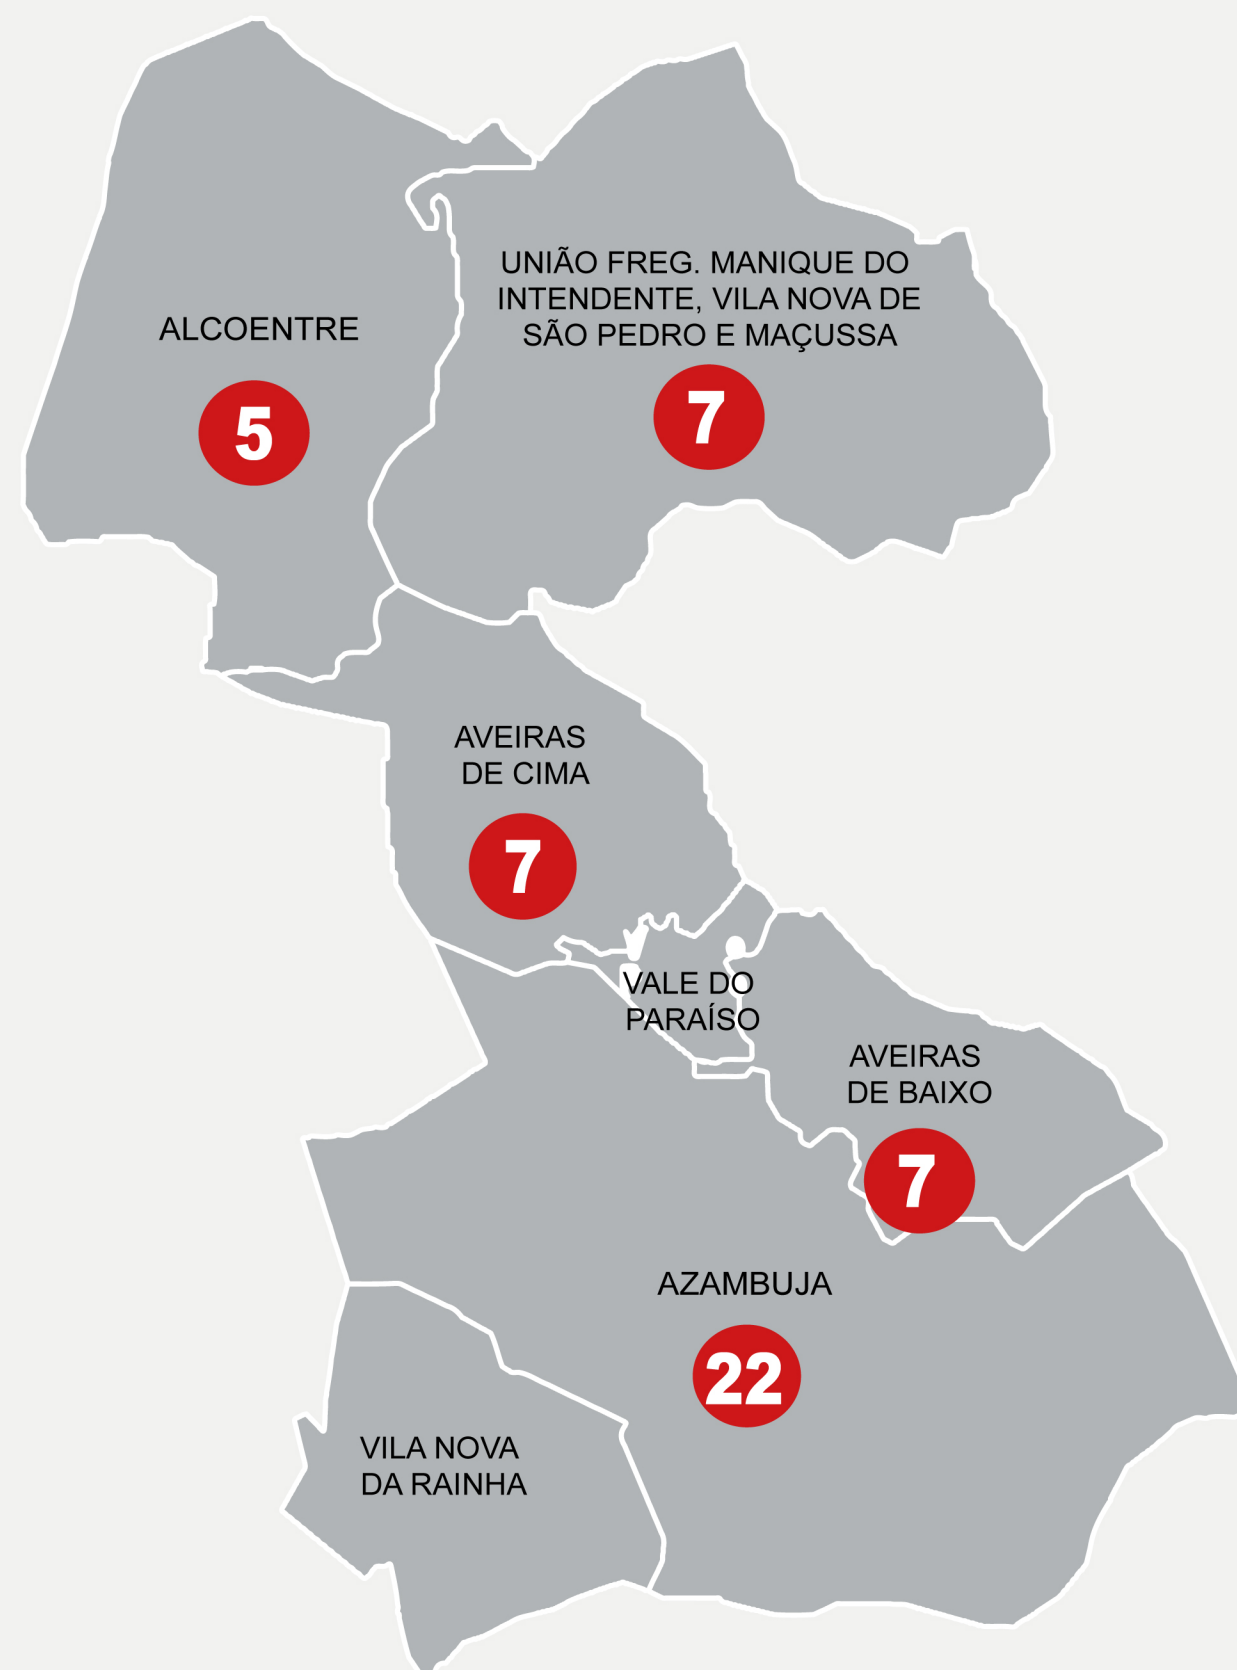 UNIÃO FREG. MANIQUE DO
INTENDENTE, VILA NOVA DE
SÃO PEDRO E MAÇUSSA
7
ALCOENTRE
5
AVEIRAS
DE CIMA
7
VALE DO
PARAÍSO
AVEIRAS
DE BAIXO
7
AZAMBUJA
22
VILA NOVA
DA RAINHA